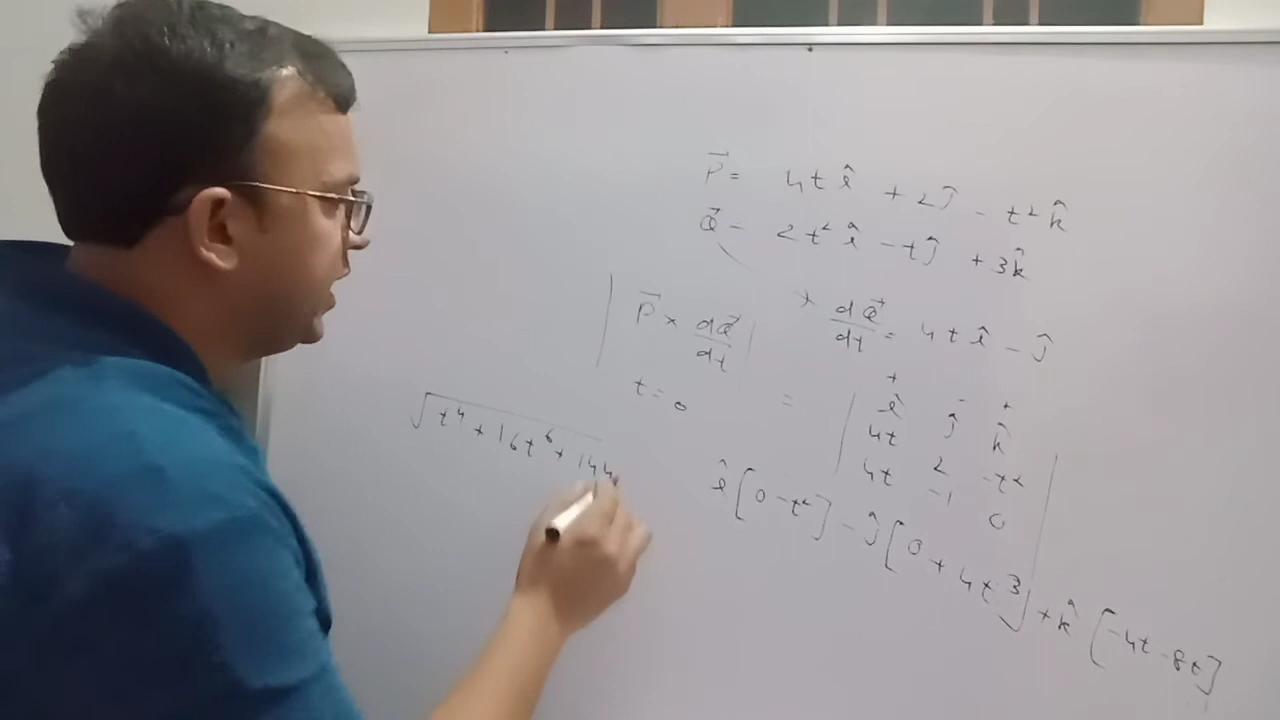 P⃗ = 4t î + 2ĵ - t² k̂
Q⃗ - 2t² î - tĵ + 3k̂
| P⃗ × dQ⃗/dt |
t = 0
dQ⃗/dt = 4t î - ĵ
+ - +
= | î ĵ k̂
4t 2 -t²
4t -1 0 |
î [0 - t²] - ĵ [0 + 4t³] + k̂ [-4t - 8t]
√t⁴ + 16t⁶ + 144